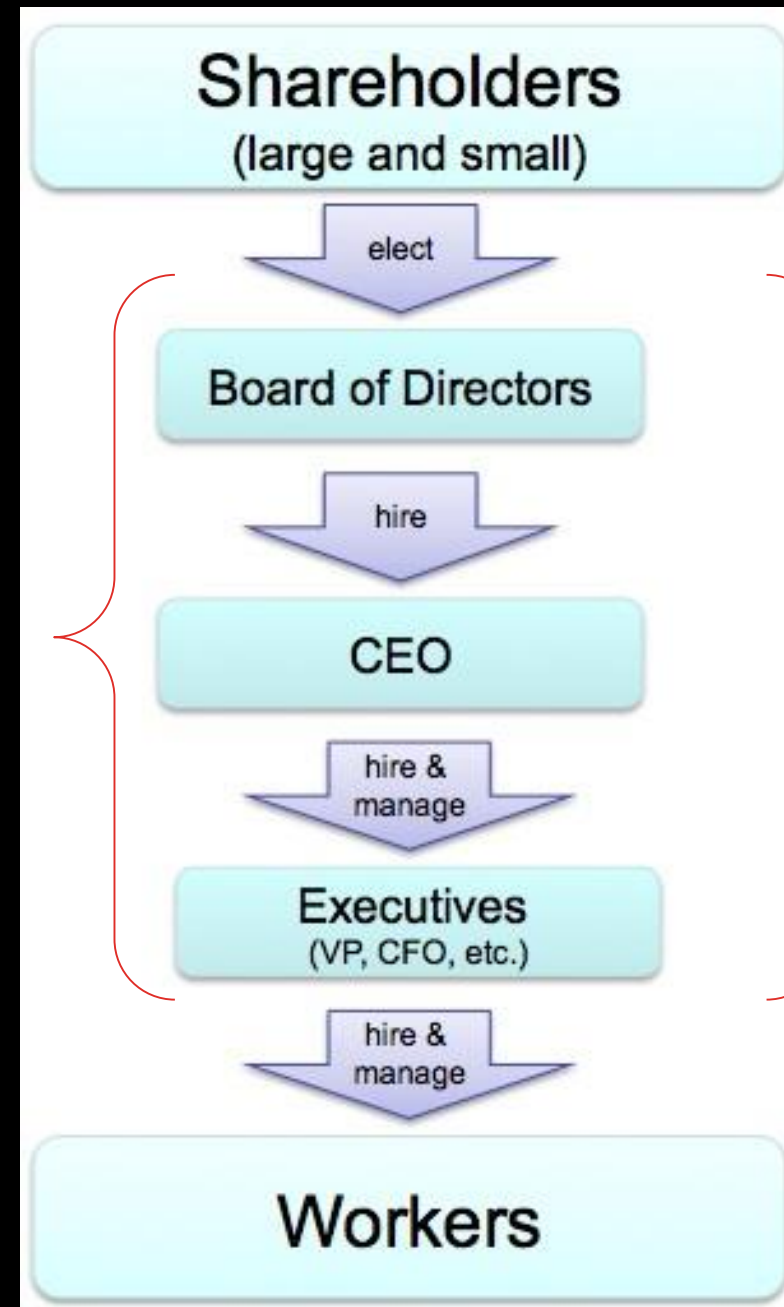 Shareholders
(large and small)
elect
Board of Directors
hire
CEO
hire &
manage
Executives
(VP, CFO, etc.)
hire &
manage
Workers